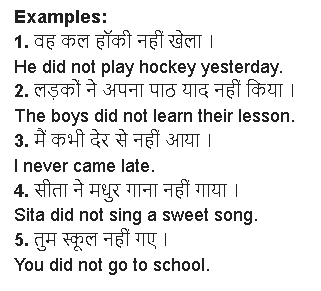 Examples:
1. वह कल हॉकी नहीं खेला ।
He did not play hockey yesterday.
2. लड़कों ने अपना पाठ याद नहीं किया ।
The boys did not learn their lesson.
3. मैं कभी देर से नहीं आया ।
I never came late.
4. सीता ने मधुर गाना नहीं गाया ।
Sita did not sing a sweet song.
5. तुम स्कूल नहीं गए ।
You did not go to school.